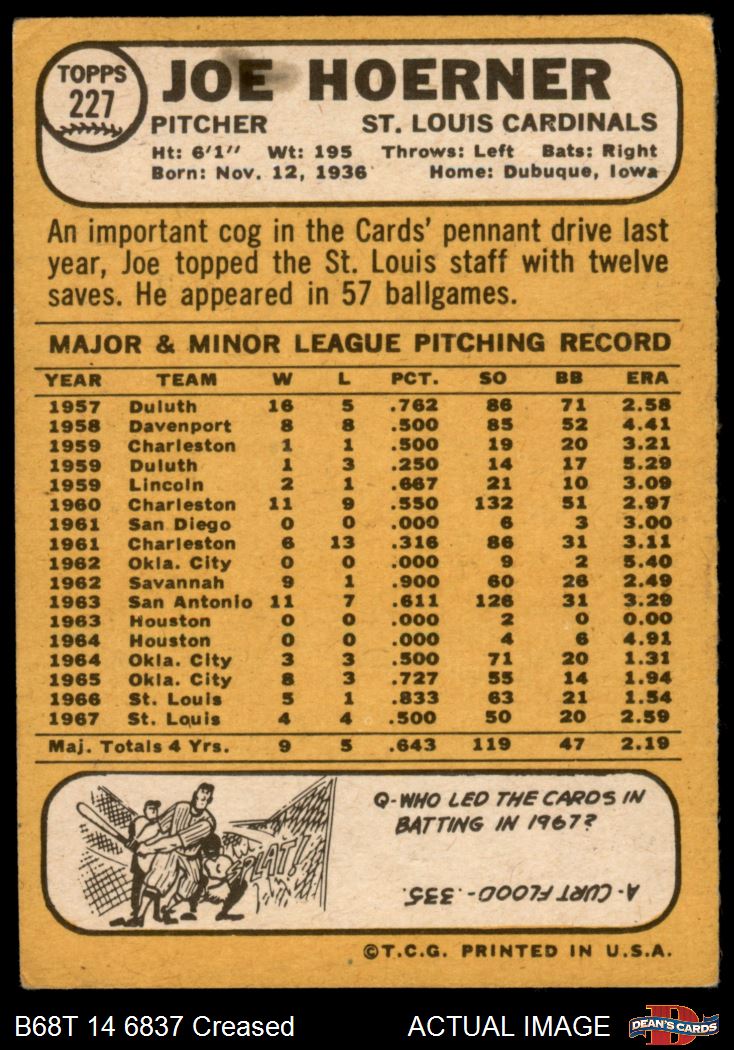 TOPPS
227
JOE HOERNER
PITCHER ST. LOUIS CARDINALS
Ht: 6'1" Wt: 195 Throws: Left Bats: Right
Born: Nov. 12, 1936 Home: Dubuque, Iowa
An important cog in the Cards' pennant drive last
year, Joe topped the St. Louis staff with twelve
saves. He appeared in 57 ballgames.
MAJOR & MINOR LEAGUE PITCHING RECORD
YEAR TEAM W L PCT. SO BB ERA
1957 Duluth 16 5 .762 86 71 2.58
1958 Davenport 8 8 .500 85 52 4.41
1959 Charleston 1 1 .500 19 20 3.21
1959 Duluth 1 3 .250 14 17 5.29
1959 Lincoln 2 1 .667 21 10 3.09
1960 Charleston 11 9 .550 132 51 2.97
1961 San Diego 0 0 .000 6 3 3.00
1961 Charleston 6 13 .316 86 31 3.11
1962 Okla. City 0 0 .000 9 2 5.40
1962 Savannah 9 1 .900 60 26 2.49
1963 San Antonio 11 7 .611 126 31 3.29
1963 Houston 0 0 .000 2 0 0.00
1964 Houston 0 0 .000 4 6 4.91
1964 Okla. City 3 3 .500 71 20 1.31
1965 Okla. City 8 3 .727 55 14 1.94
1966 St. Louis 5 1 .833 63 21 1.54
1967 St. Louis 4 4 .500 50 20 2.59
Maj. Totals 4 Yrs. 9 5 .643 119 47 2.19
Q-WHO LED THE CARDS IN
BATTING IN 1967?
SPLAT!
A-CURT FLOOD-.335.
©T.C.G. PRINTED IN U.S.A.
B68T 14 6837 Creased ACTUAL IMAGE
D
DEAN'S CARDS